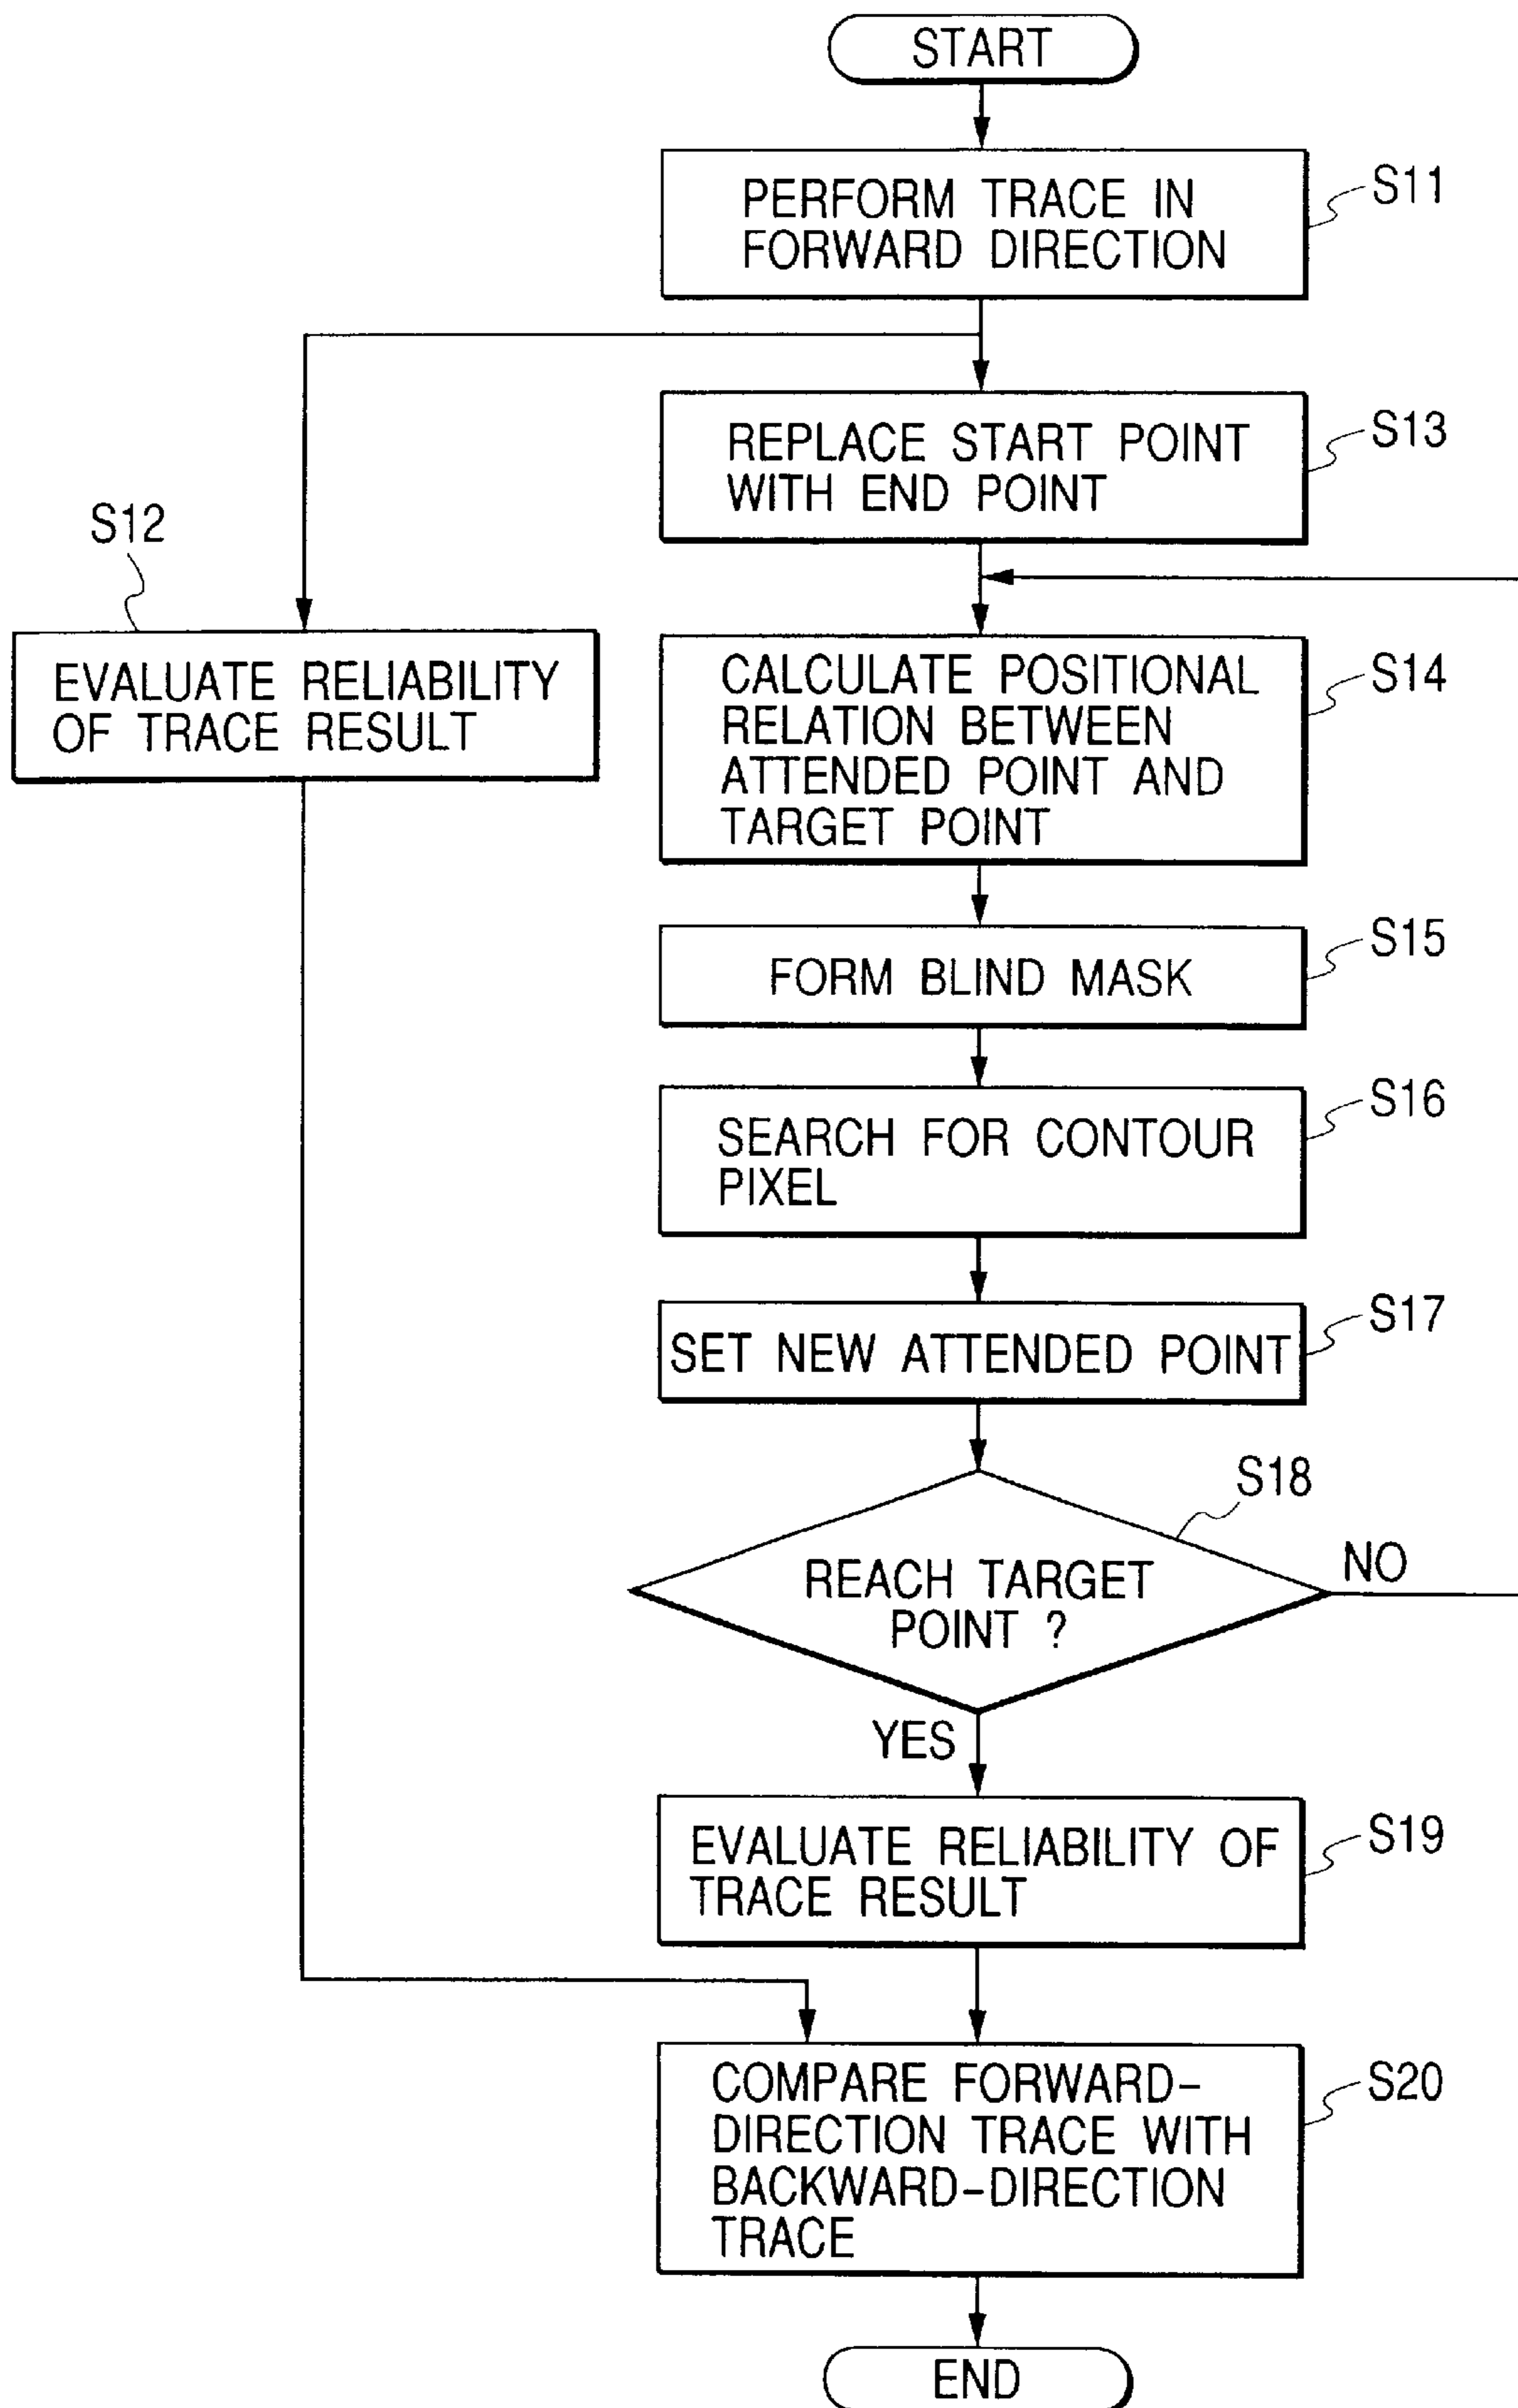 START
PERFORM TRACE IN
FORWARD DIRECTION
S11
REPLACE START POINT
WITH END POINT
S13
S12
EVALUATE RELIABILITY
OF TRACE RESULT
CALCULATE POSITIONAL
RELATION BETWEEN
ATTENDED POINT AND
TARGET POINT
S14
FORM BLIND MASK
S15
SEARCH FOR CONTOUR
PIXEL
S16
SET NEW ATTENDED POINT
S17
S18
REACH TARGET
POINT ?
NO
YES
EVALUATE RELIABILITY OF
TRACE RESULT
S19
COMPARE FORWARD-
DIRECTION TRACE WITH
BACKWARD-DIRECTION
TRACE
S20
END